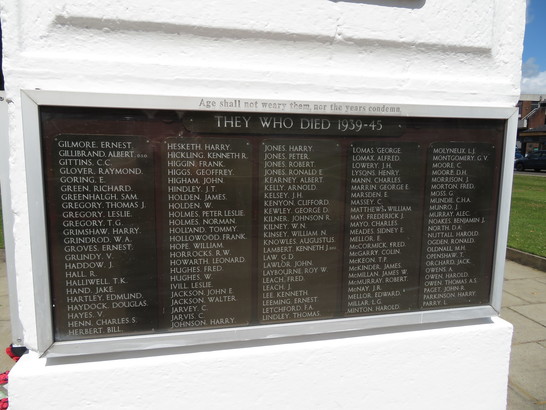 Age shall not weary them, nor the years condemn.
THEY WHO DIED 1939-45
GILMORE, ERNEST.
GILLIBRAND, ALBERT.
GITTINS, C.C.
GLOVER, RAYMOND.
GORING, E.
GREEN, RICHARD.
GREENHALGH, SAM.
GREGORY, THOMAS J.
GREGORY, LESLIE.
GREGORY, T.G.
GRIMSHAW, HARRY.
GRINDROD, W.A.
GROVES, ERNEST.
GRUNDY, V.
HADDOW, J.
HALL, R.
HALLIWELL, T.K.
HAND, JAKE.
HARTLEY, EDMUND.
HAYDOCK, DOUGLAS.
HAYES, V.
HENN, CHARLES S.
HERBERT, BILL.
HESKETH, HARRY.
HICKLING, KENNETH R.
HIGGIN, FRANK.
HIGGS, GEOFFREY.
HIGHAM, JOHN.
HINDLEY, J.T.
HOLDEN, JAMES.
HOLDEN, W.
HOLMES, PETER LESLIE.
HOLMES, NORMAN.
HOLLAND, TOMMY.
HOLLOWOOD, FRANK.
HOPE, WILLIAM.
HORROCKS, R.W.
HOWARTH, LEONARD.
HUGHES, FRED.
HUGHES, W.
IVILL, LESLIE.
JACKSON, JOHN E.
JACKSON, WALTER.
JARVEY, C.
JARVIS, C.
JOHNSON, HARRY.
JONES, HARRY.
JONES, PETER.
JONES, ROBERT.
JONES, RONALD E.
KEARNEY, ALBERT.
KELLY, ARNOLD.
KELSEY, J.H.
KENYON, CLIFFORD.
KEWLEY, GEORGE D.
KILNER, JOHNSON R.
KILNEY, W.N.
KINSEY, WILLIAM N.
KNOWLES, AUGUSTUS.
LAMBERT, KENNETH J.
LAW, G.D.
LAWLOR, JOHN.
LAYBOURNE, ROY W.
LEACH, FRED.
LEACH, J.
LEE, KENNETH.
LEEMING, ERNEST.
LETCHFORD, F.A.
LINDLEY, THOMAS.
LOMAS, GEORGE.
LOMAX, ALFRED.
LOWERY, J.H.
LYSONS, HENRY.
MANN, CHARLES.
MARRIN, GEORGE E.
MARSDEN, E.
MASSEY, C.
MATTHEW, WILLIAM.
MAY, FREDERICK J.
MAYO, CHARLES.
MEADES, SIDNEY E.
MELLOR, E.
McCORMICK, FRED.
McGARRY, COLIN.
McKEON, T.F.
McKINDER, JAMES.
McMILLAN, JAMES W.
McMURRAY, ROBERT.
McNAY, J.R.
MELLOR, EDWARD.
MILLAR, L.G.
MINTON, HAROLD.
MOLYNEUX, L.J.
MONTGOMERY, G.V.
MOORE, C.
MOORE, D.H.
MORRISON, J.
MORTON, FRED.
MOSS, G.
MUNDIE, C.H.A.
MURD, J.
MURRAY, ALEC.
NOAKES, BENJAMIN J.
NORTH, D.A.
NUTTALL, HAROLD.
OGDEN, RONALD.
OLDNALL, M.H.
OPENSHAW, T.
ORCHARD, JACK.
OWENS, A.
OWEN, HAROLD.
OWEN, THOMAS A.S.
PAGET, JOHN R.
PARKINSON, HARRY.
PARRY, L.